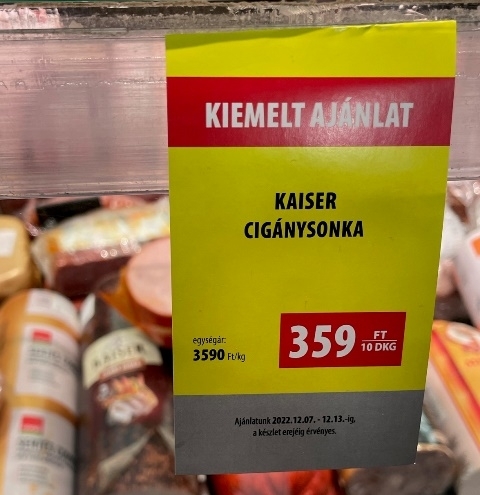 KIEMELT AJÁNLAT
KAISER
CIGÁNYSONKA
egységár:
3590 Ft/kg
359 FT
10 DKG
Ajánlatunk 2022.12.07. - 12.13.-ig,
a készlet erejéig érvényes.
KAISER